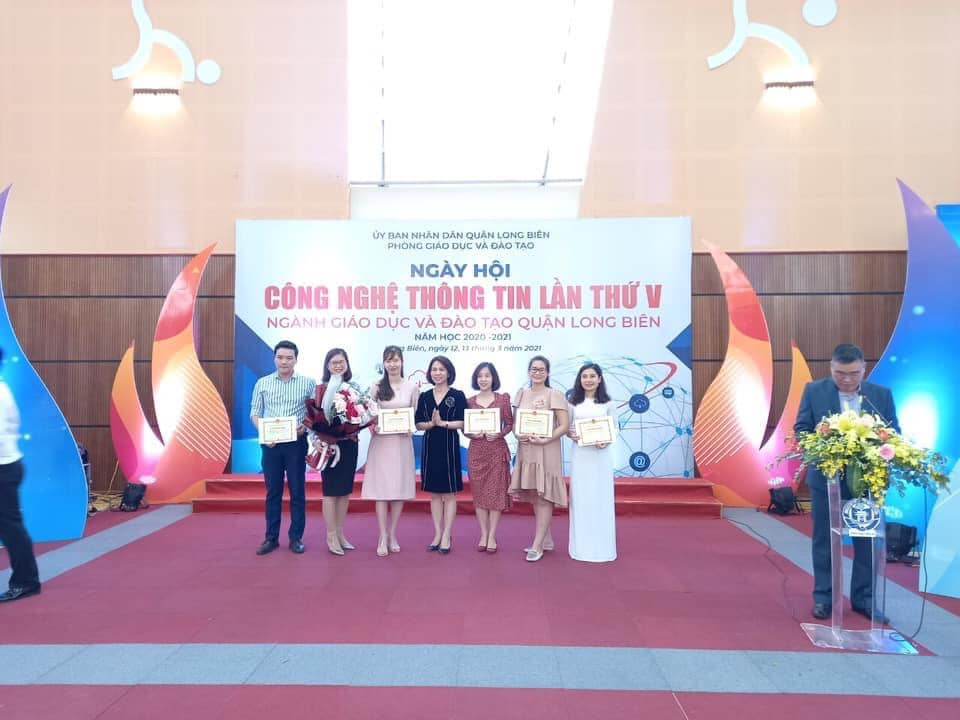 ỦY BAN NHÂN DÂN QUẬN LONG BIÊN
PHÒNG GIÁO DỤC VÀ ĐÀO TẠO
NGÀY HỘI
CÔNG NGHỆ THÔNG TIN LẦN THỨ V
NGÀNH GIÁO DỤC VÀ ĐÀO TẠO QUẬN LONG BIÊN
NĂM HỌC 2020 -2021
Biên, ngày 12, 13 tháng 3 năm 2021